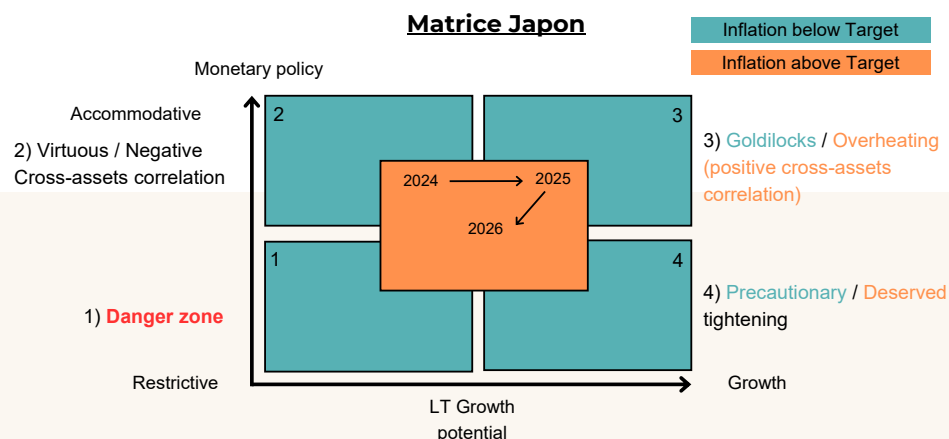 Matrice Japon
Inflation below Target
Inflation above Target
Monetary policy
Accommodative
2) Virtuous / Negative
Cross-assets correlation
1) Danger zone
Restrictive
2
3
2024
2025
2026
1
4
3) Goldilocks / Overheating
(positive cross-assets
correlation)
4) Precautionary / Deserved
tightening
Growth
LT Growth
potential